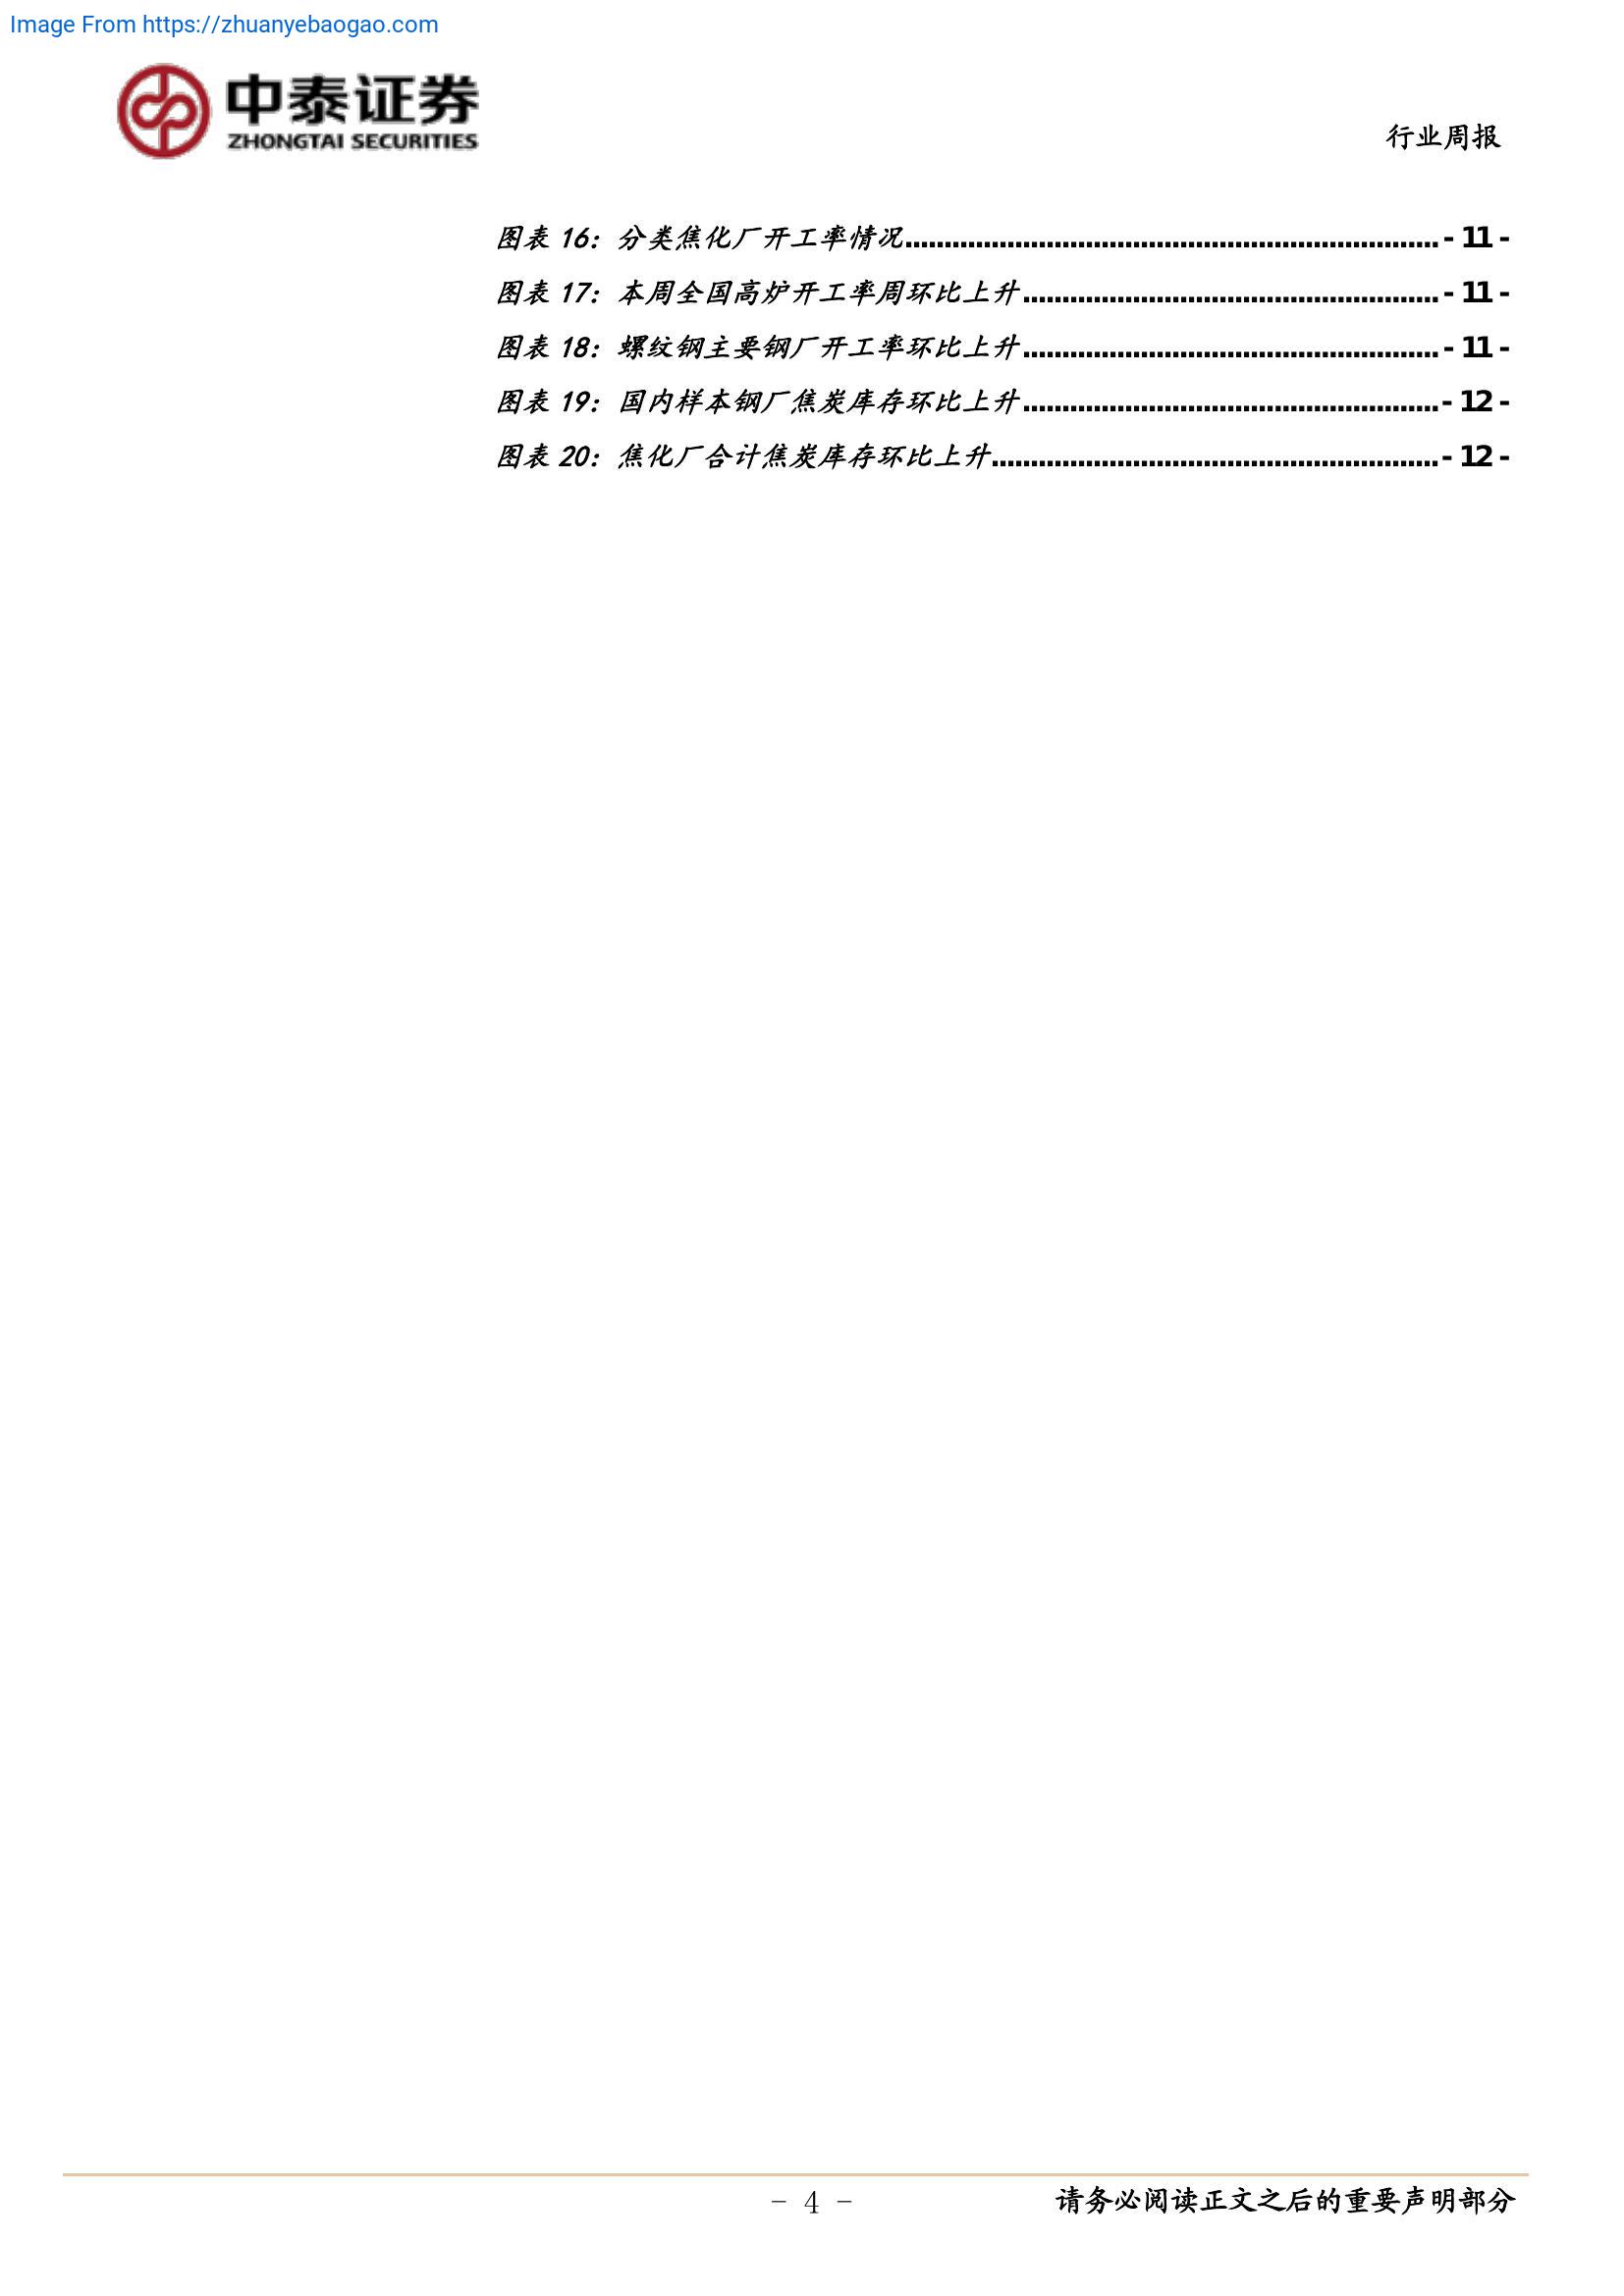 Image From https://zhuanyebaogao.com
中泰证券
ZHONGTAI SECURITIES
行业周报
图表 16：分类焦化厂开工率情况 - 11 -
图表 17：本周全国高炉开工率周环比上升 - 11 -
图表 18：螺纹钢主要钢厂开工率环比上升 - 11 -
图表 19：国内样本钢厂焦炭库存环比上升 - 12 -
图表 20：焦化厂合计焦炭库存环比上升 - 12 -
- 4 -
请务必阅读正文之后的重要声明部分